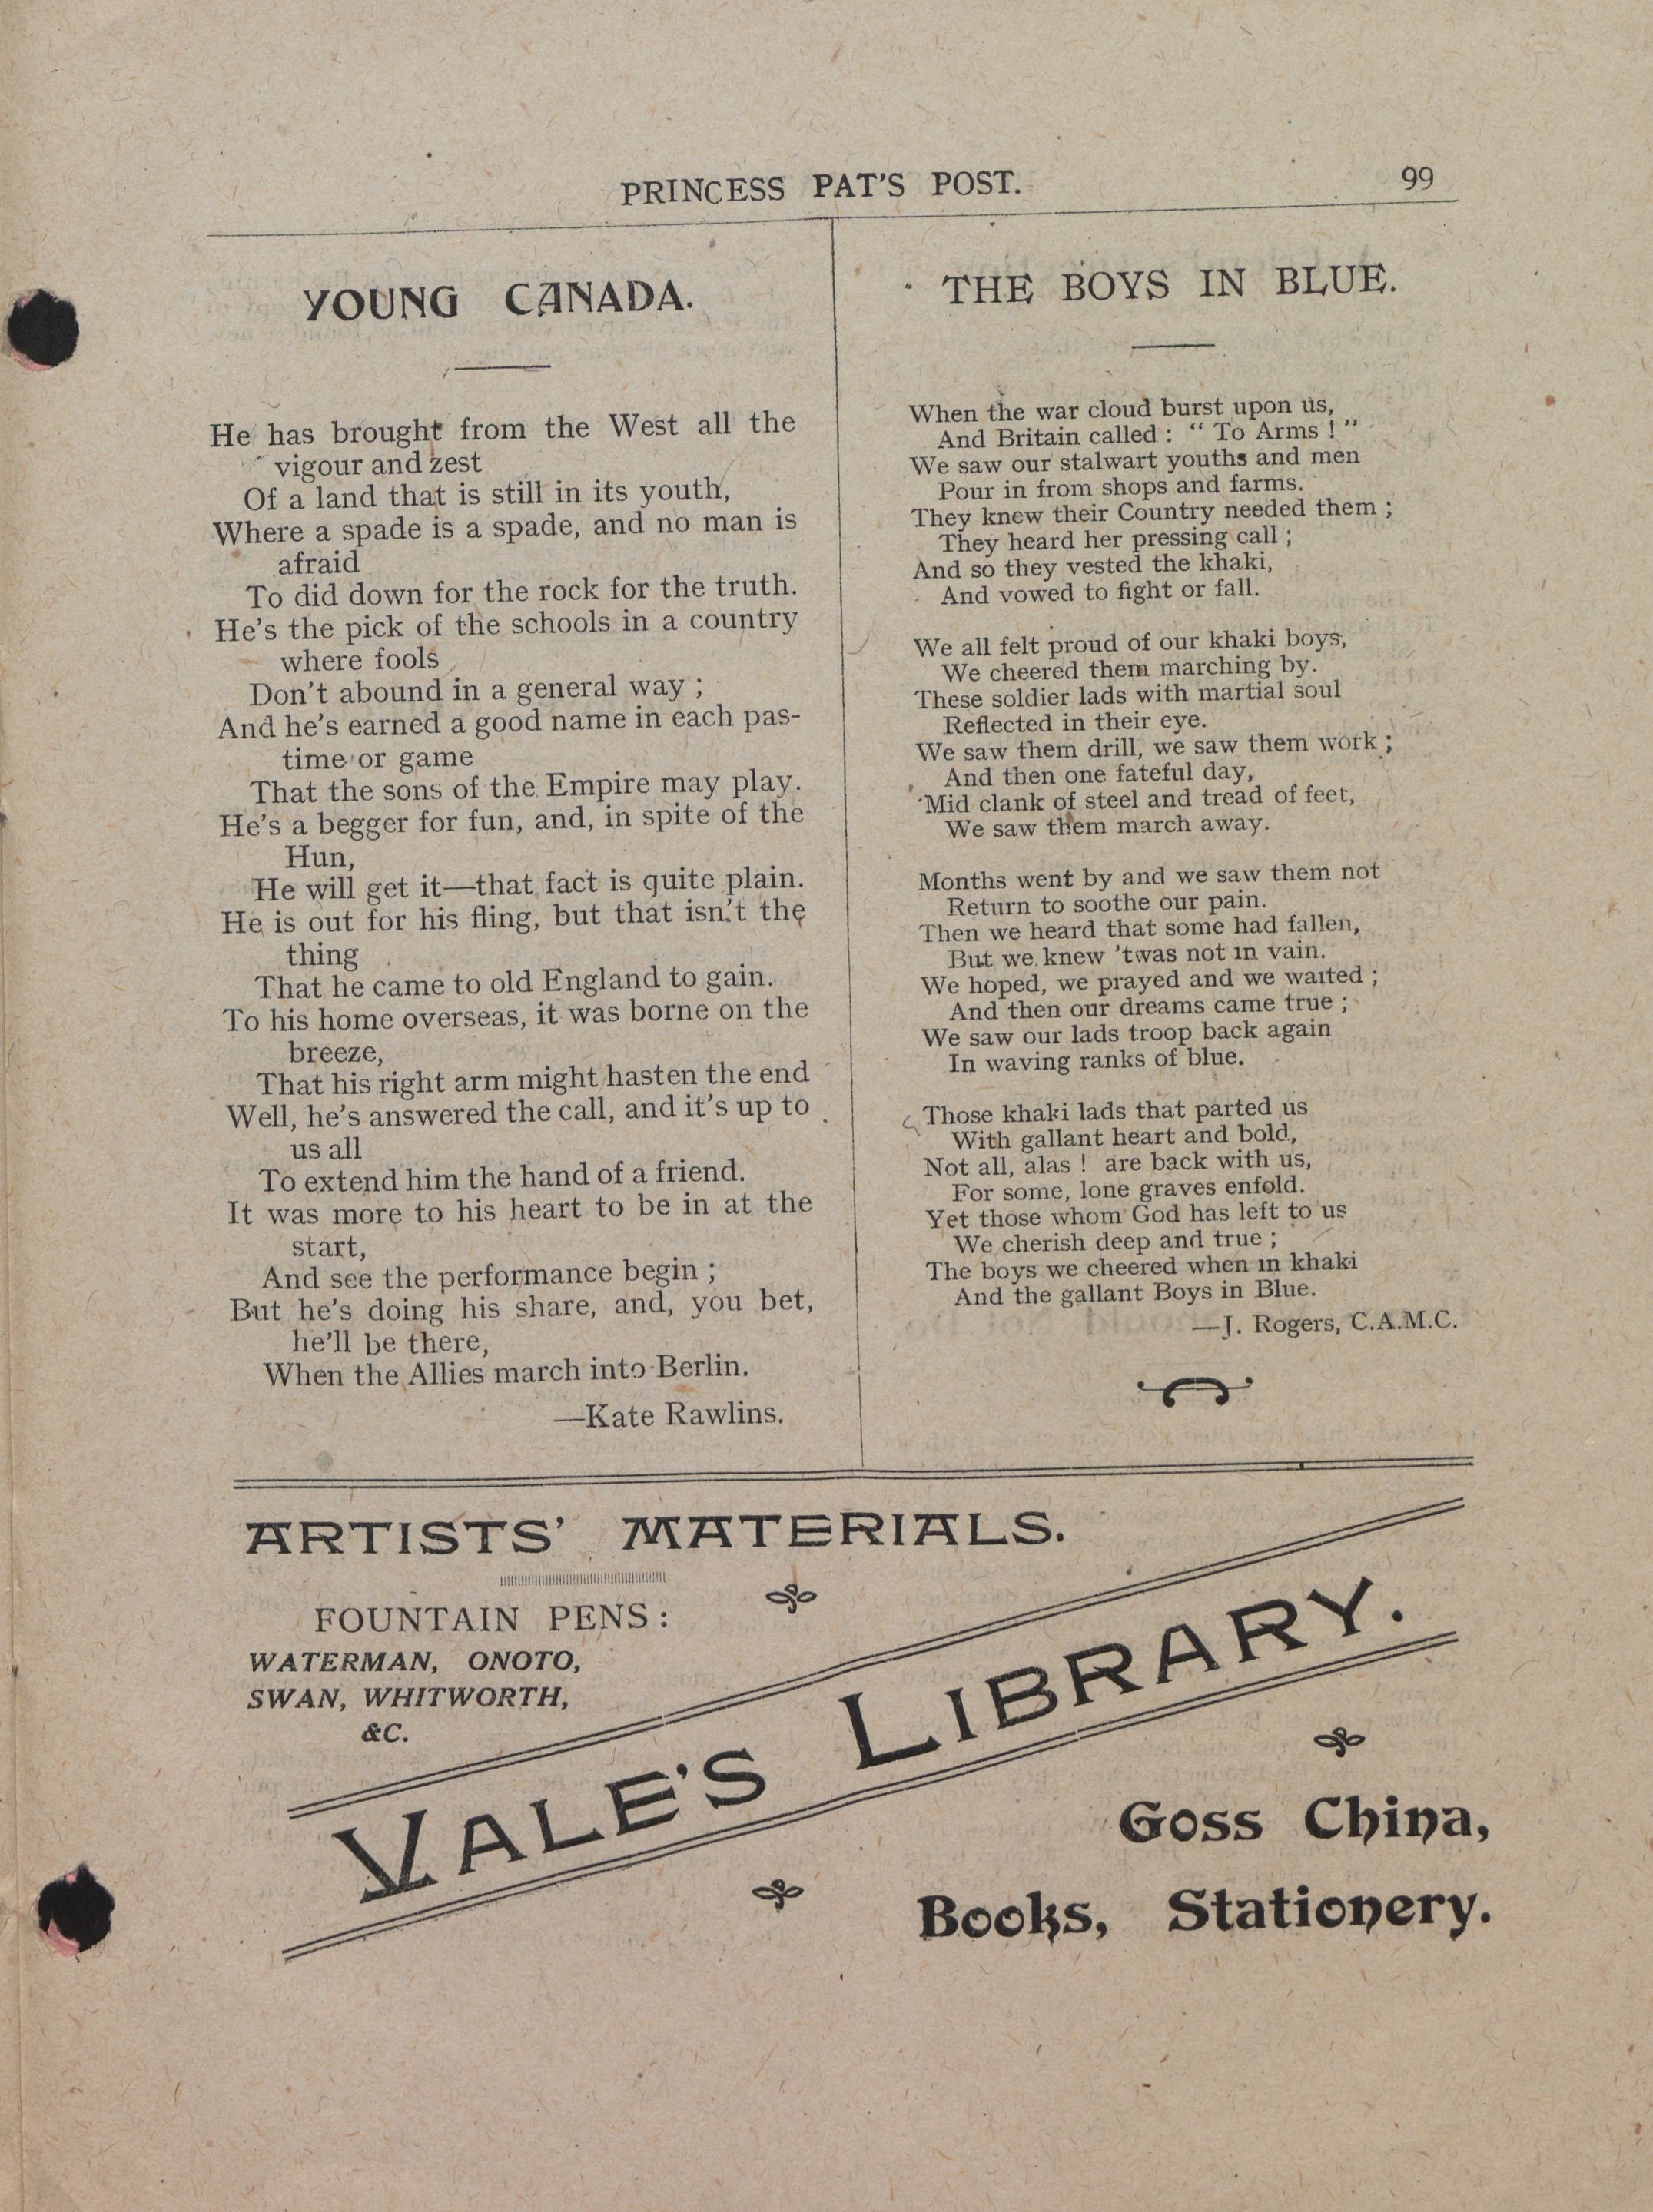 PRINCESS PAT'S POST.
99
YOUNG CANADA.
He has brought from the West all the
vigour and zest
Of a land that is still in its youth,
Where a spade is a spade, and no man is
afraid
To did down for the rock for the truth.
He's the pick of the schools in a country
where fools
Don't abound in a general way ;
And he's earned a good name in each pas-
time or game
That the sons of the Empire may play.
He's a begger for fun, and, in spite of the
Hun,
He will get it—that fact is quite plain.
He is out for his fling, but that isn't the
thing
That he came to old England to gain.
To his home overseas, it was borne on the
breeze,
That his right arm might hasten the end
Well, he's answered the call, and it's up to
us all
To extend him the hand of a friend.
It was more to his heart to be in at the
start,
And see the performance begin ;
But he's doing his share, and, you bet,
he'll be there,
When the Allies march into Berlin.
—Kate Rawlins.
THE BOYS IN BLUE.
When the war cloud burst upon us,
And Britain called : “ To Arms ! ”
We saw our stalwart youths and men
Pour in from shops and farms.
They knew their Country needed them ;
They heard her pressing call ;
And so they vested the khaki,
And vowed to fight or fall.
We all felt proud of our khaki boys,
We cheered them marching by.
These soldier lads with martial soul
Reflected in their eye.
We saw them drill, we saw them work ;
And then one fateful day,
'Mid clank of steel and tread of feet,
We saw them march away.
Months went by and we saw them not
Return to soothe our pain.
Then we heard that some had fallen,
But we knew 'twas not in vain.
We hoped, we prayed and we waited ;
And then our dreams came true ;
We saw our lads troop back again
In waving ranks of blue.
Those khaki lads that parted us
With gallant heart and bold,
Not all, alas ! are back with us,
For some, lone graves enfold.
Yet those whom God has left to us
We cherish deep and true ;
The boys we cheered when in khaki
And the gallant Boys in Blue.
—J. Rogers, C.A.M.C.
ARTISTS' MATERIALS.
FOUNTAIN PENS :
WATERMAN, ONOTO,
SWAN, WHITWORTH,
&C.
VALE'S LIBRARY.
Goss China,
Books, Stationery.